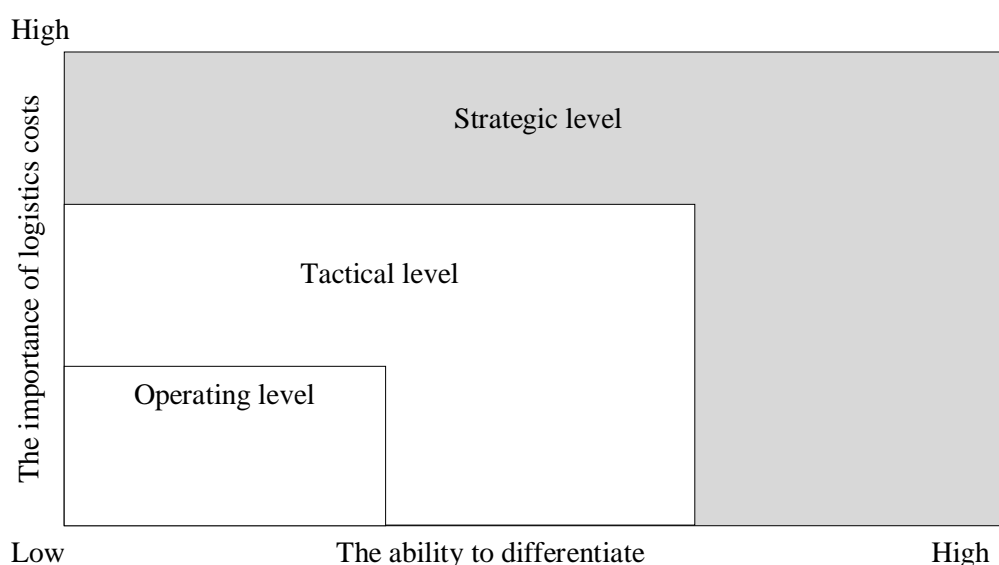 High
The importance of logistics costs
Strategic level
Tactical level
Operating level
Low
The ability to differentiate
High